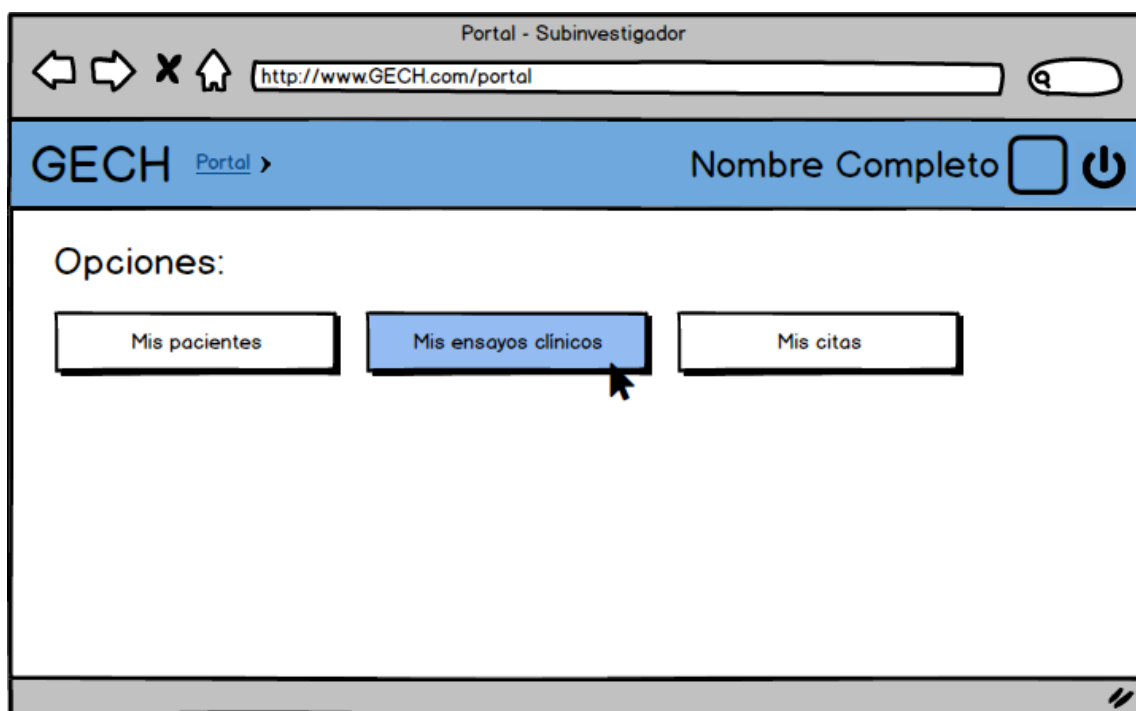 Portal - Subinvestigador
http://www.GECH.com/portal
GECH Portal > Nombre Completo
Opciones:
Mis pacientes Mis ensayos clínicos Mis citas